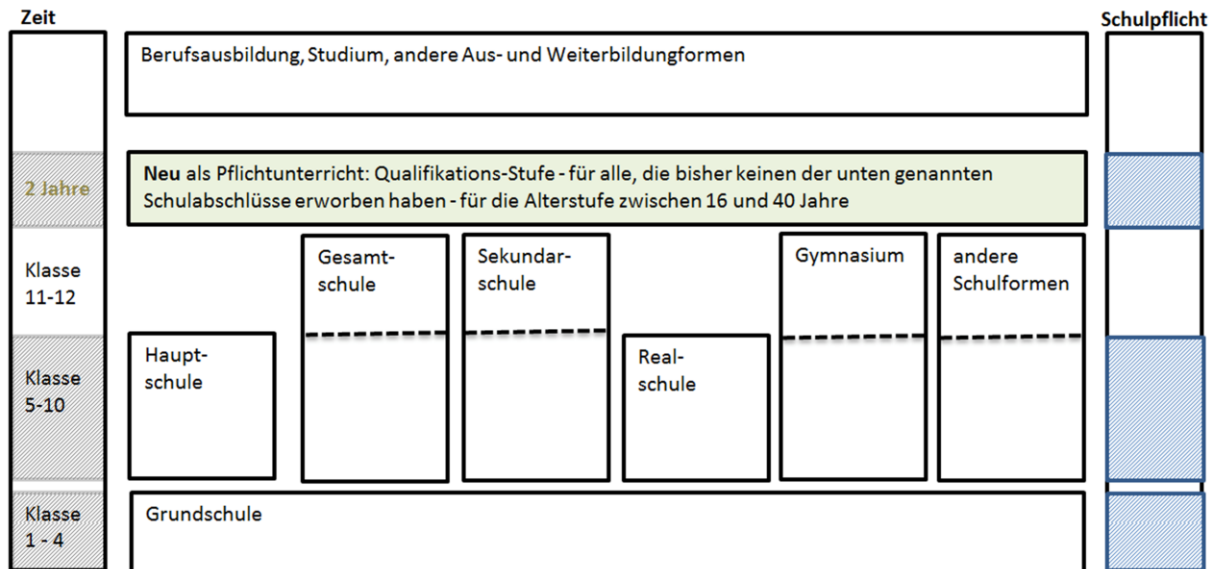 Zeit
Schulpflicht
Berufsausbildung, Studium, andere Aus- und Weiterbildungformen
2 Jahre
Neu als Pflichtunterricht: Qualifikations-Stufe - für alle, die bisher keinen der unten genannten
Schulabschlüsse erworben haben - für die Alterstufe zwischen 16 und 40 Jahre
Klasse
11-12
Gesamt-
schule
Sekundar-
schule
Gymnasium
andere
Schulformen
Klasse
5-10
Haupt-
schule
Real-
schule
Klasse
1 - 4
Grundschule